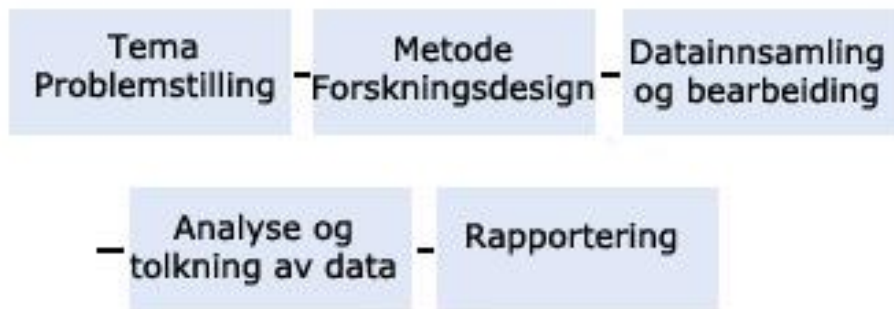 Tema
Problemstilling
Metode
Forskningsdesign
Datainnsamling
og bearbeiding
Analyse og
tolkning av data
Rapportering